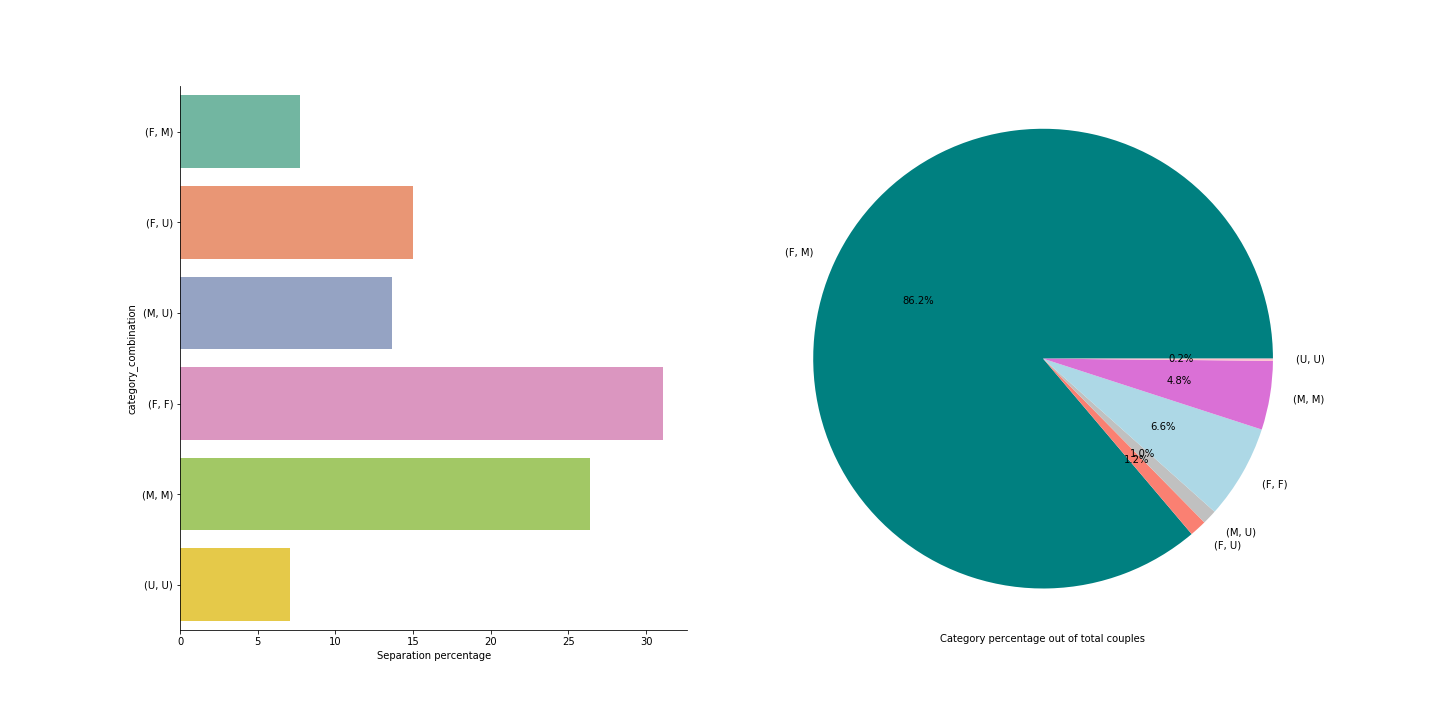 (F, M)
(F, U)
(M, U)
(F, F)
(M, M)
(U, U)
category_combination
0 5 10 15 20 25 30
Separation percentage
(F, M)
86.2%
0.2%
(U, U)
4.8%
(M, M)
6.6%
1.0%
1.2%
(F, F)
(M, U)
(F, U)
Category percentage out of total couples